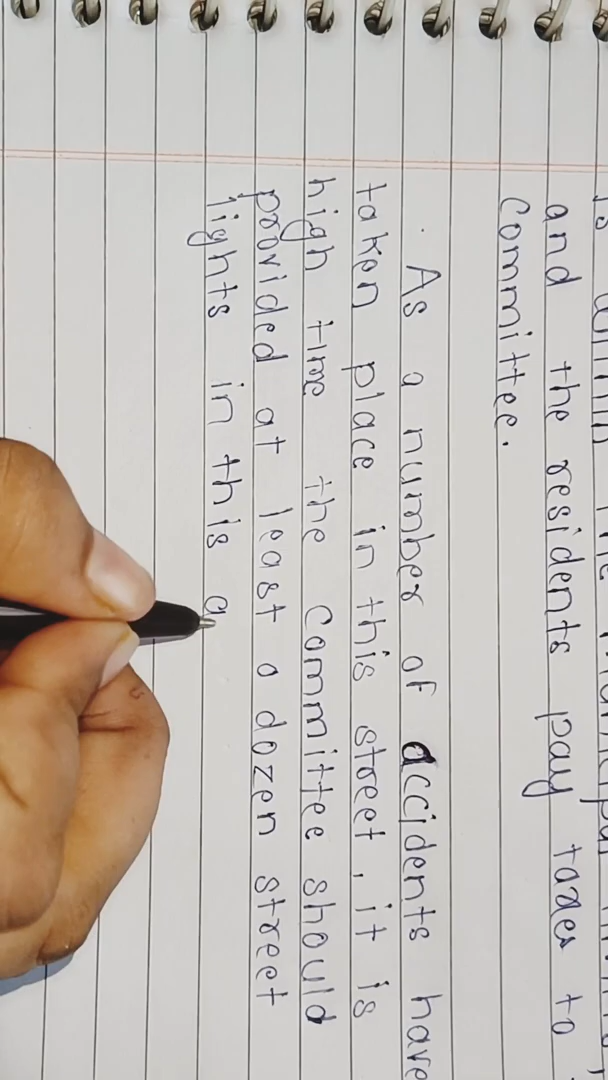 and the residents pay taxes to
Committee.
As a number of accidents have
taken place in this street, it is
high time the Committee should
provided at least a dozen street
lights in this a